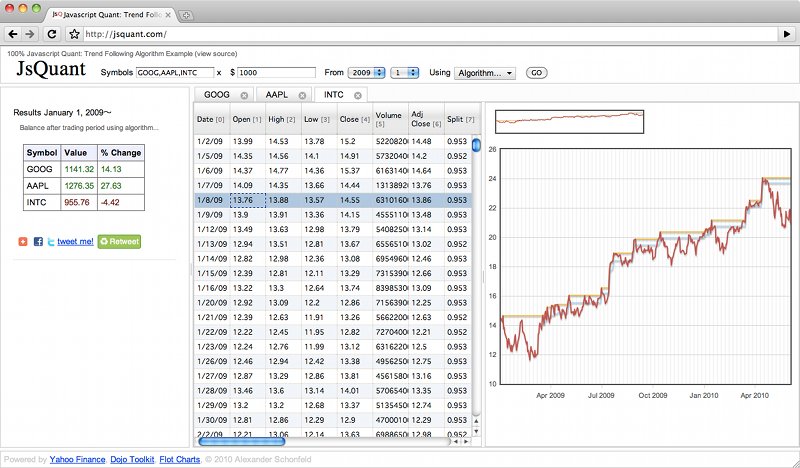 JsQ Javascript Quant: Trend Follo
http://jsquant.com/
100% Javascript Quant: Trend Following Algorithm Example (view source)
JsQuant
Symbols GOOG,AAPL,INTC x $ 1000 From 2009 1 Using Algorithm... GO
Results January 1, 2009~
Balance after trading period using algorithm...
Symbol Value % Change
GOOG 1141.32 14.13
AAPL 1276.35 27.63
INTC 955.76 -4.42
tweet me! Retweet
GOOG AAPL INTC
Date [0] Open [1] High [2] Low [3] Close [4] Volume [5] Adj Close [6] Split [7]
1/2/09 13.99 14.53 13.78 15.2 5220820 14.48 0.953
1/5/09 14.35 14.56 14.1 14.91 5732040 14.2 0.952
1/6/09 14.37 14.77 14.36 15.37 6163140 14.64 0.953
1/7/09 14.09 14.35 13.66 14.44 1313892 13.76 0.953
1/8/09 13.76 13.88 13.57 14.55 6310160 13.86 0.953
1/9/09 13.9 13.91 13.36 14.15 4555110 13.48 0.953
1/12/09 13.49 13.63 12.98 13.79 5408250 13.14 0.953
1/13/09 12.94 13.51 12.81 13.67 6556510 13.02 0.952
1/14/09 12.82 12.98 12.36 13.08 6954960 12.46 0.953
1/15/09 12.39 12.81 12.11 13.29 7315390 12.66 0.953
1/16/09 13.22 13.3 12.64 13.74 8398530 13.09 0.953
1/20/09 12.92 13.09 12.2 12.86 7156390 12.25 0.953
1/21/09 12.39 12.63 11.91 13.26 5662200 12.63 0.952
1/22/09 12.22 12.45 11.95 12.82 7270400 12.21 0.952
1/23/09 12.24 12.76 11.99 13.12 6316220 12.5 0.953
1/26/09 12.46 12.94 12.42 13.38 4956250 12.75 0.953
1/27/09 12.87 13.29 12.86 13.81 4561580 13.16 0.953
1/28/09 13.46 13.6 13.14 14.01 5706540 13.35 0.953
1/29/09 13.2 13.2 12.68 13.37 5135450 12.74 0.953
1/30/09 12.81 12.86 12.29 12.9 4700010 12.29 0.953
2/2/09 12.21 13.06 12.14 13.63 6988650 12.98 0.952
26
24
22
20
18
16
14
12
10
Apr 2009 Jul 2009 Oct 2009 Jan 2010 Apr 2010
Powered by Yahoo Finance, Dojo Toolkit, Flot Charts. © 2010 Alexander Schonfeld